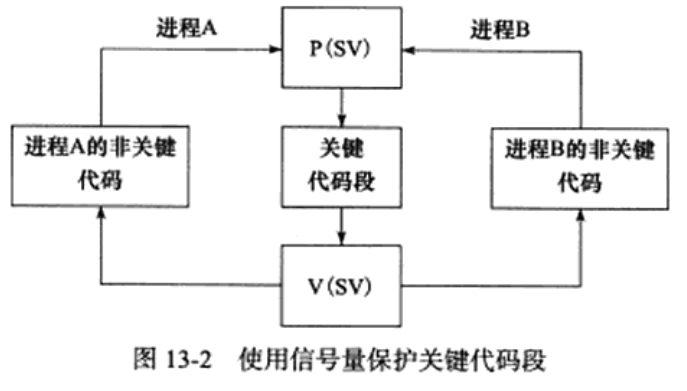 进程A
P(SV)
进程B
进程A的非关键
代码
关键
代码段
进程B的非关键
代码
V(SV)
图 13-2 使用信号量保护关键代码段